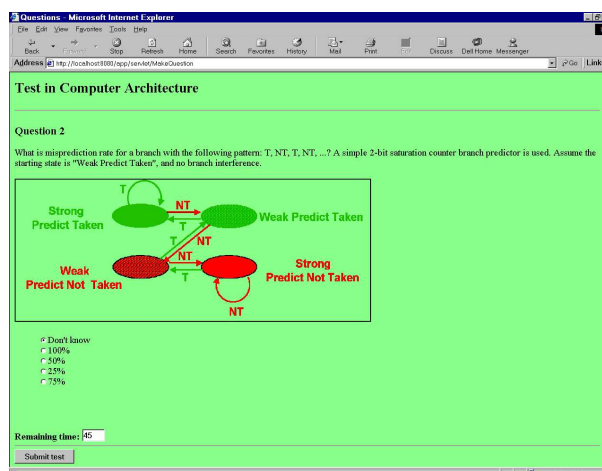 Questions - Microsoft Internet Explorer
File Edit View Favorites Tools Help
Back Forward Stop Refresh Home Search Favorites History Mail Print Edit Discuss Dell Home Messenger
Address http://localhost:8080/app/servlet/MakeQuestion Go Link
Test in Computer Architecture
Question 2
What is misprediction rate for a branch with the following pattern: T, NT, T, NT, ...? A simple 2-bit saturation counter branch predictor is used. Assume the
starting state is "Weak Predict Taken", and no branch interference.
T
Strong
Predict Taken
NT
T
Weak Predict Taken
T
NT
Weak
Predict Not Taken
NT
T
Strong
Predict Not Taken
NT
Don't know
100%
50%
25%
75%
Remaining time: 45
Submit test